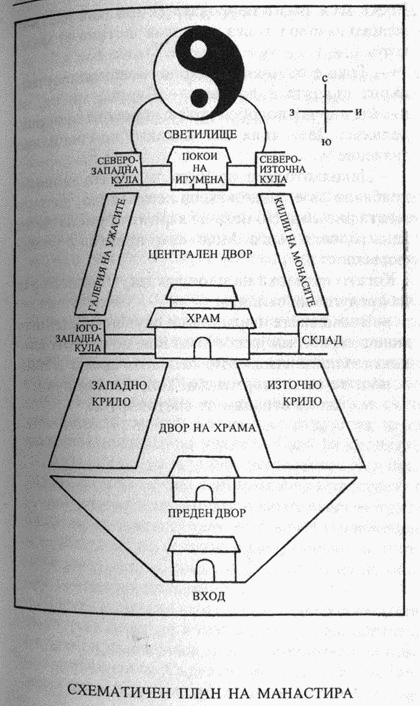 С
З
И
Ю
СВЕТИЛИЩЕ
СЕВЕРО-
ЗАПАДНА
КУЛА
ПОКОИ
НА
ИГУМЕНА
СЕВЕРО-
ИЗТОЧНА
КУЛА
ГАЛЕРИЯ НА УЖАСИТЕ
ЦЕНТРАЛЕН ДВОР
КИЛИИ НА МОНАСИТЕ
ЮГО-
ЗАПАДНА
КУЛА
ХРАМ
СКЛАД
ЗАПАДНО
КРИЛО
ИЗТОЧНО
КРИЛО
ДВОР НА ХРАМА
ПРЕДЕН ДВОР
ВХОД
СХЕМАТИЧЕН ПЛАН НА МАНАСТИРА